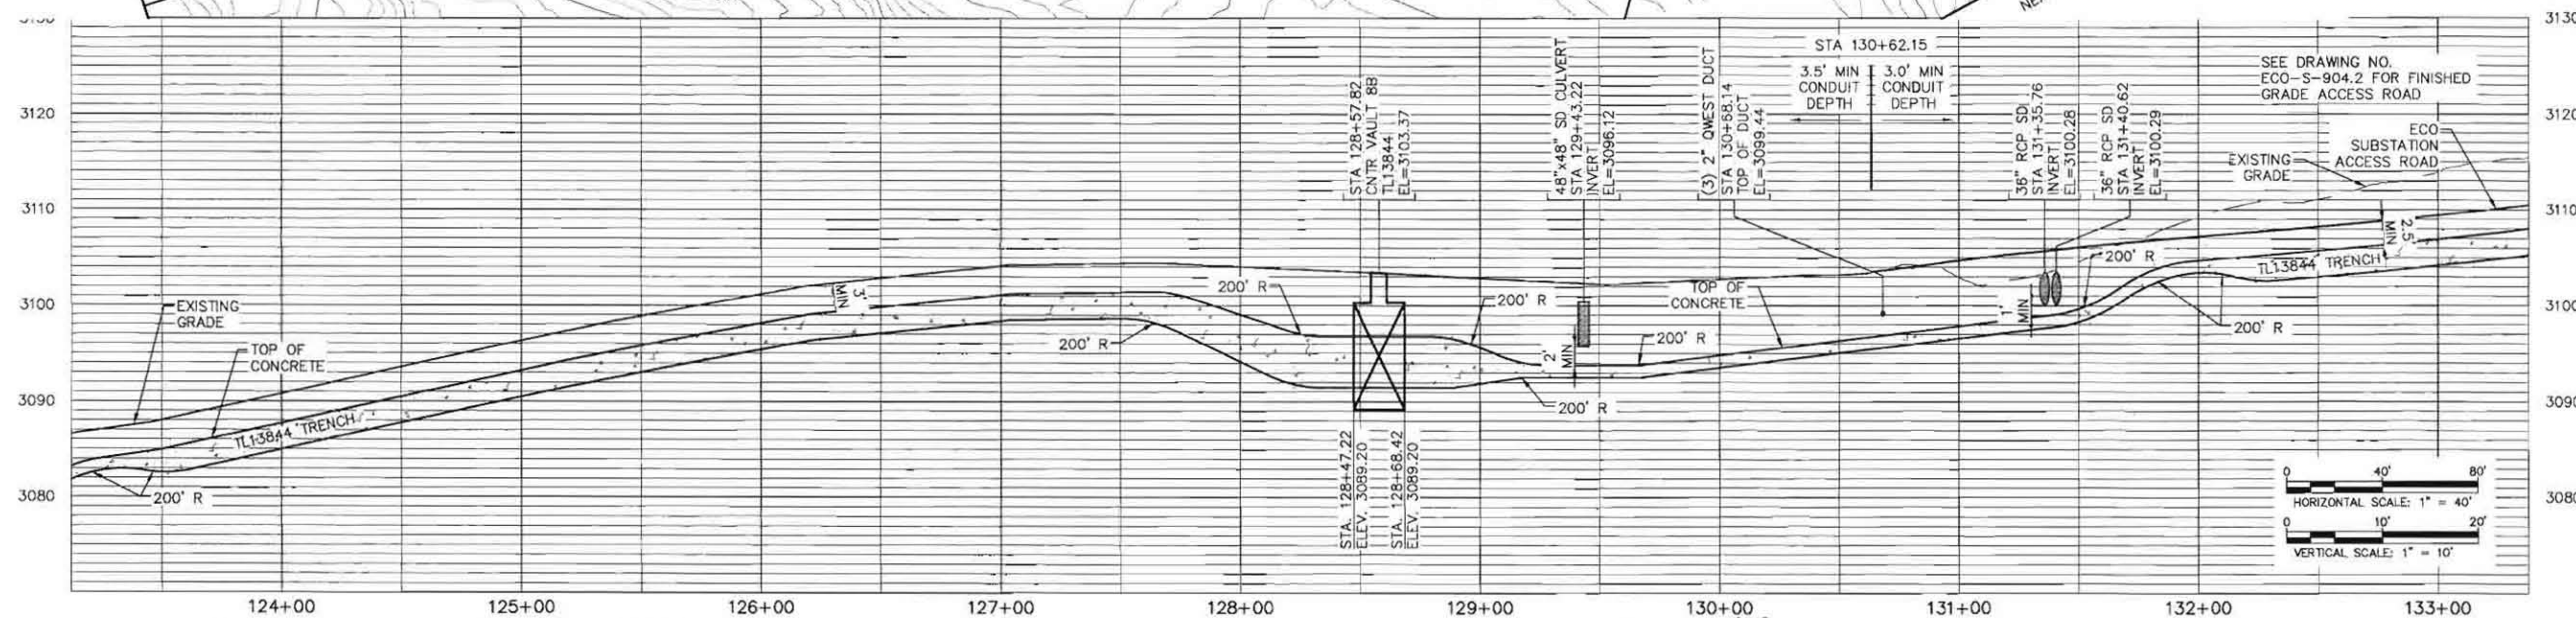 3130
3130
NE
STA 130+62.15
3.5' MIN
CONDUIT
DEPTH
3.0' MIN
CONDUIT
DEPTH
SEE DRAWING NO.
ECO-S-904.2 FOR FINISHED
GRADE ACCESS ROAD
3120
3120
STA 128+57.82
CNTR VAULT 8B
TL13844
EL=3103.37
48"x48" SD CULVERT
STA 129+43.22
INVERT
EL=3096.12
(3) 2" QWEST DUCT
STA 130+68.14
TOP OF DUCT
EL=3099.44
36" RCP SD
STA 131+35.76
INVERT
EL=3100.28
36" RCP SD
STA 131+40.62
INVERT
EL=3100.29
ECO
SUBSTATION
ACCESS ROAD
EXISTING
GRADE
3110
3110
2.5'
MIN
200' R
TL13844 TRENCH
3'
MIN
200' R
200' R
TOP OF
CONCRETE
1'
MIN
200' R
3100
3100
EXISTING
GRADE
TOP OF
CONCRETE
200' R
200' R
2'
MIN
200' R
3090
3090
TL13844 TRENCH
200' R
STA. 128+47.22
ELEV. 3089.20
STA. 128+68.42
ELEV. 3089.20
3080
3080
0 40' 80'
HORIZONTAL SCALE: 1" = 40'
0 10' 20'
VERTICAL SCALE: 1" = 10'
124+00 125+00 126+00 127+00 128+00 129+00 130+00 131+00 132+00 133+00